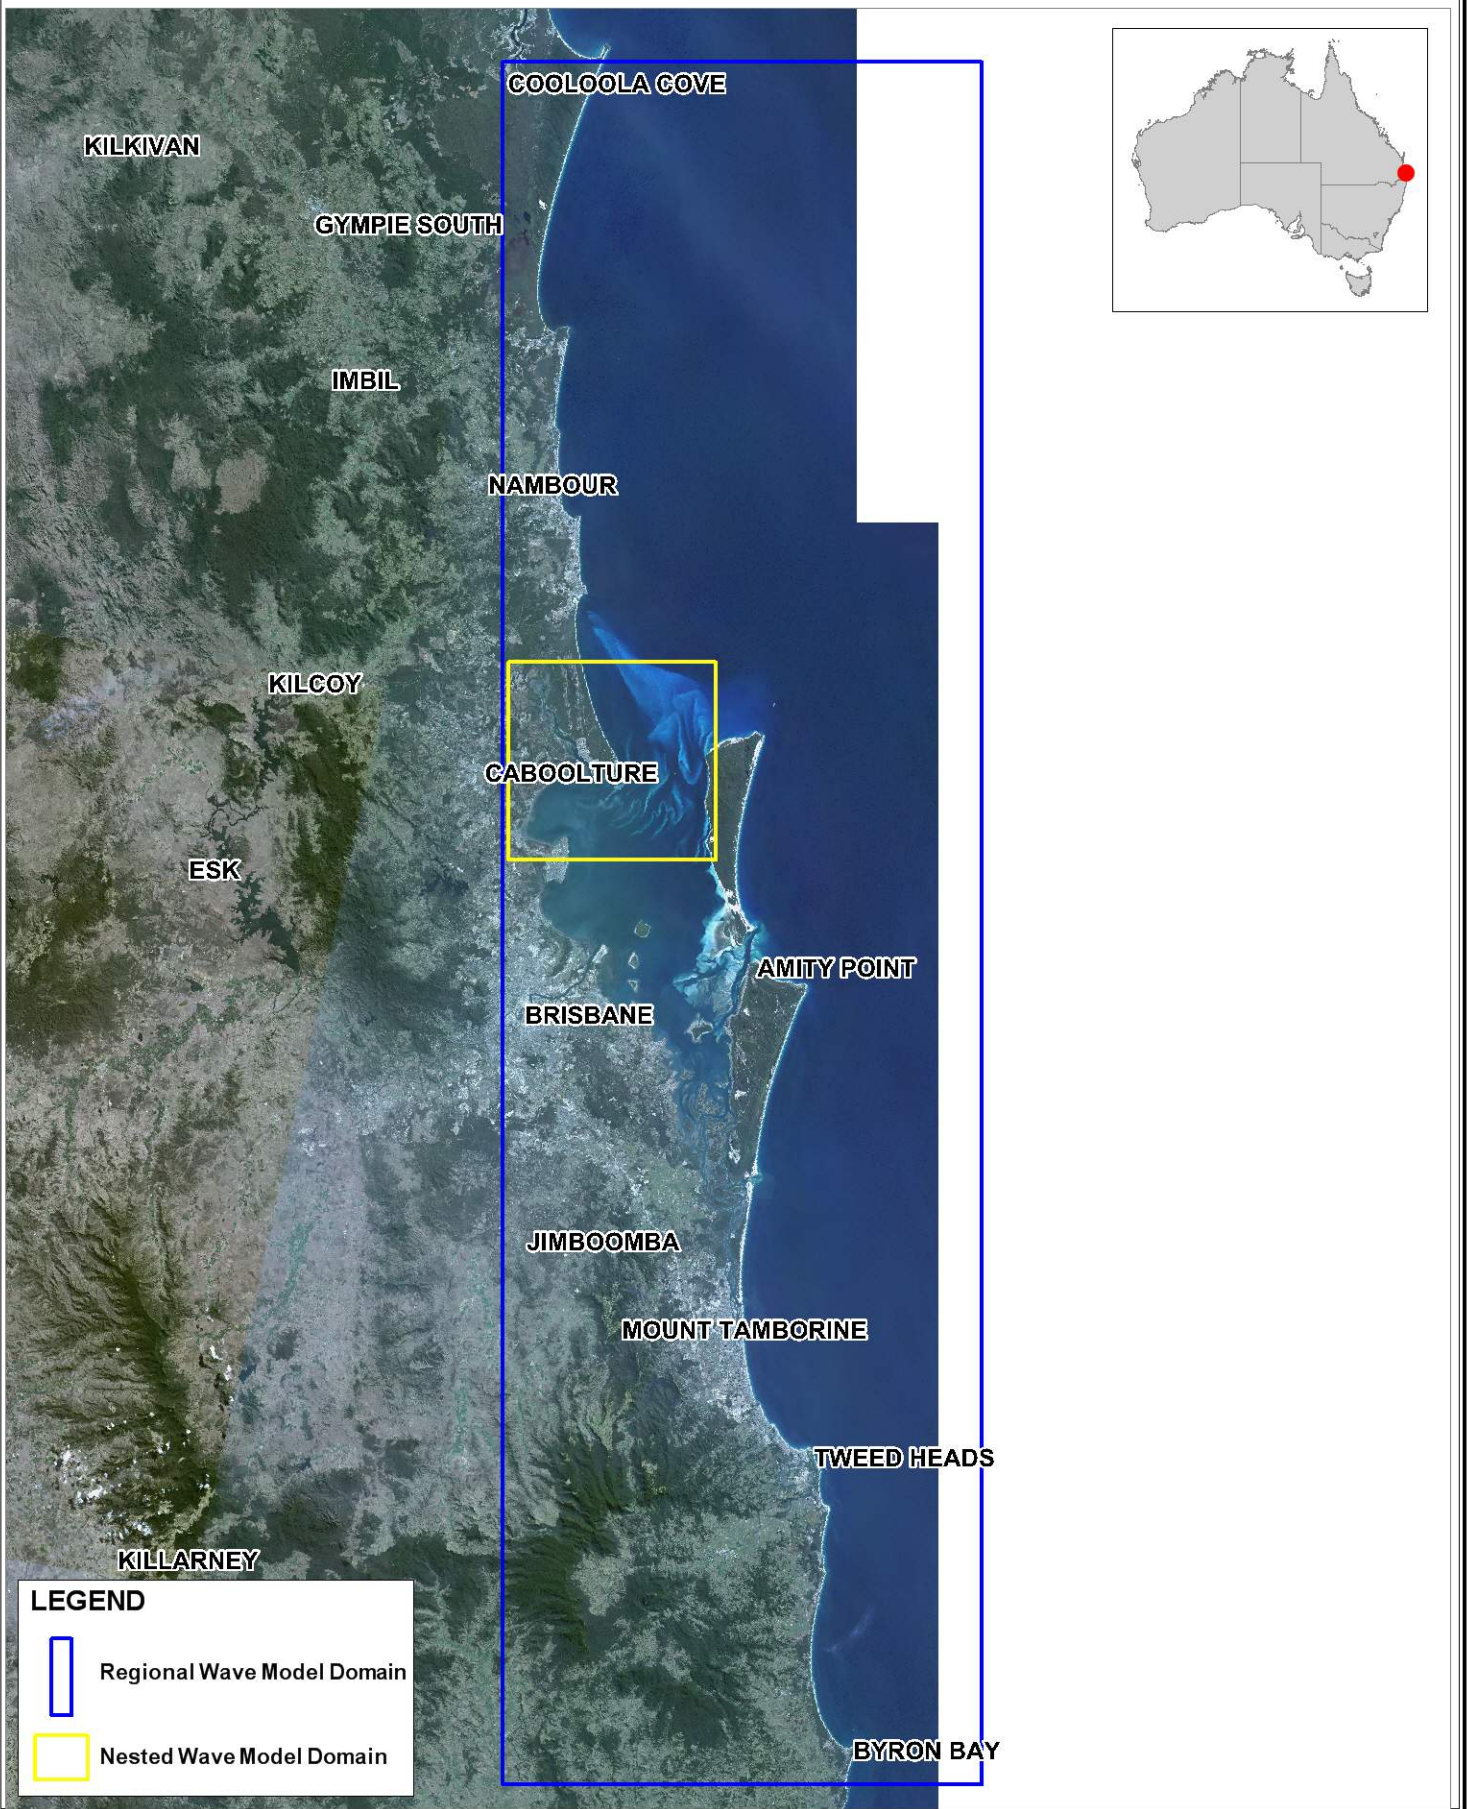 COOLOOLA COVE
KILKIVAN
GYMPIE SOUTH
IMBIL
NAMBOUR
KILCOY
CABOOLTURE
ESK
AMITY POINT
BRISBANE
JIMBOOMBA
MOUNT TAMBORINE
TWEED HEADS
KILLARNEY
LEGEND
Regional Wave Model Domain
Nested Wave Model Domain
BYRON BAY